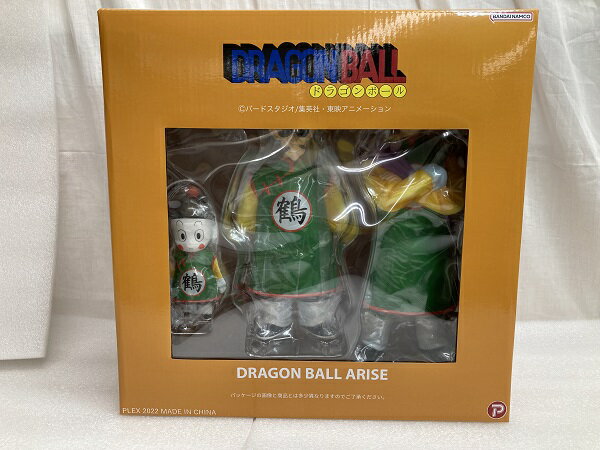 BANDAI NAMCO
DRAGON BALL
ドラゴンボール
©バードスタジオ/集英社・東映アニメーション
鶴
鶴
DRAGON BALL ARISE
パッケージの画像と商品とは多少異なりますのでご了承ください。
PLEX 2022 MADE IN CHINA
P